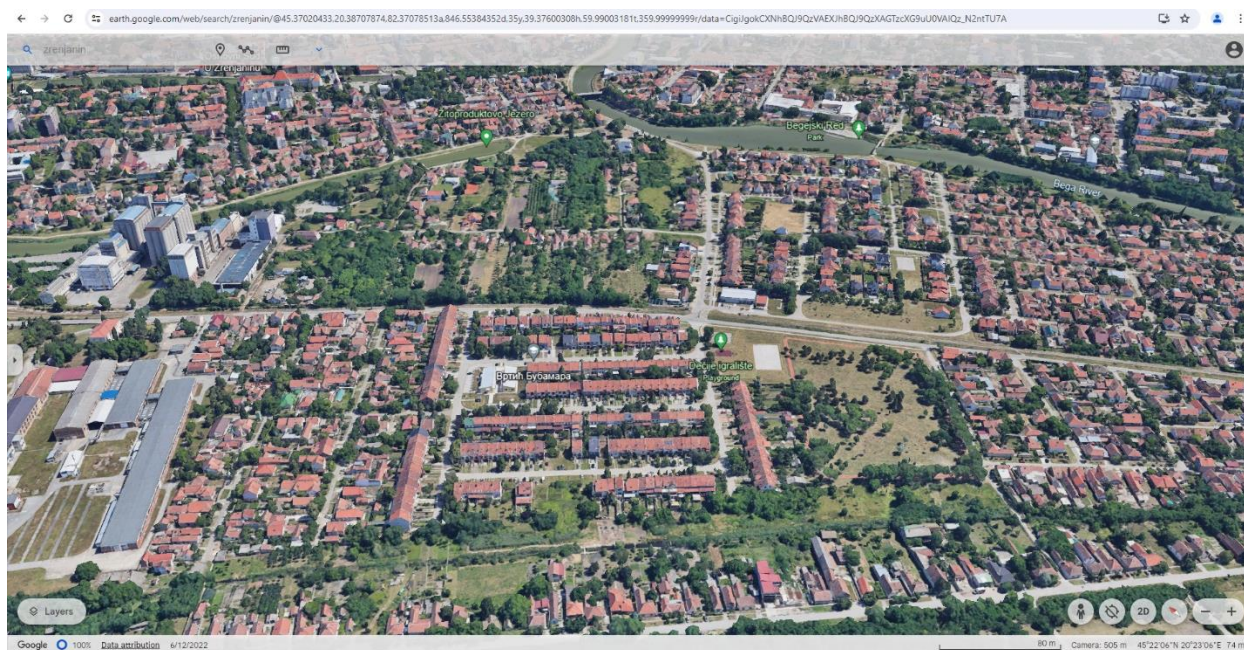 earth.google.com/web/search/zrenjanin/@45.37020433,20.38707874,82.37078513a,846.55384352d,35y,39.37600308h,59.99003181t,359.99999999r/data=CigiJgokCXNhBQJ9QzVAEXJhBQJ9QzXAGTzcXG9uU0VAIQz_N2ntTU7A
zrenjanin
U Zrenjaninu
Žitoproduktovo Jezero
Begejski Red
Park
Bega River
Вртић Бубамара
Dečije igralište
Playground
Layers
2D
Google 100% Data attribution 6/12/2022
80 m Camera: 505 m 45°22'06"N 20°23'06"E 74 m